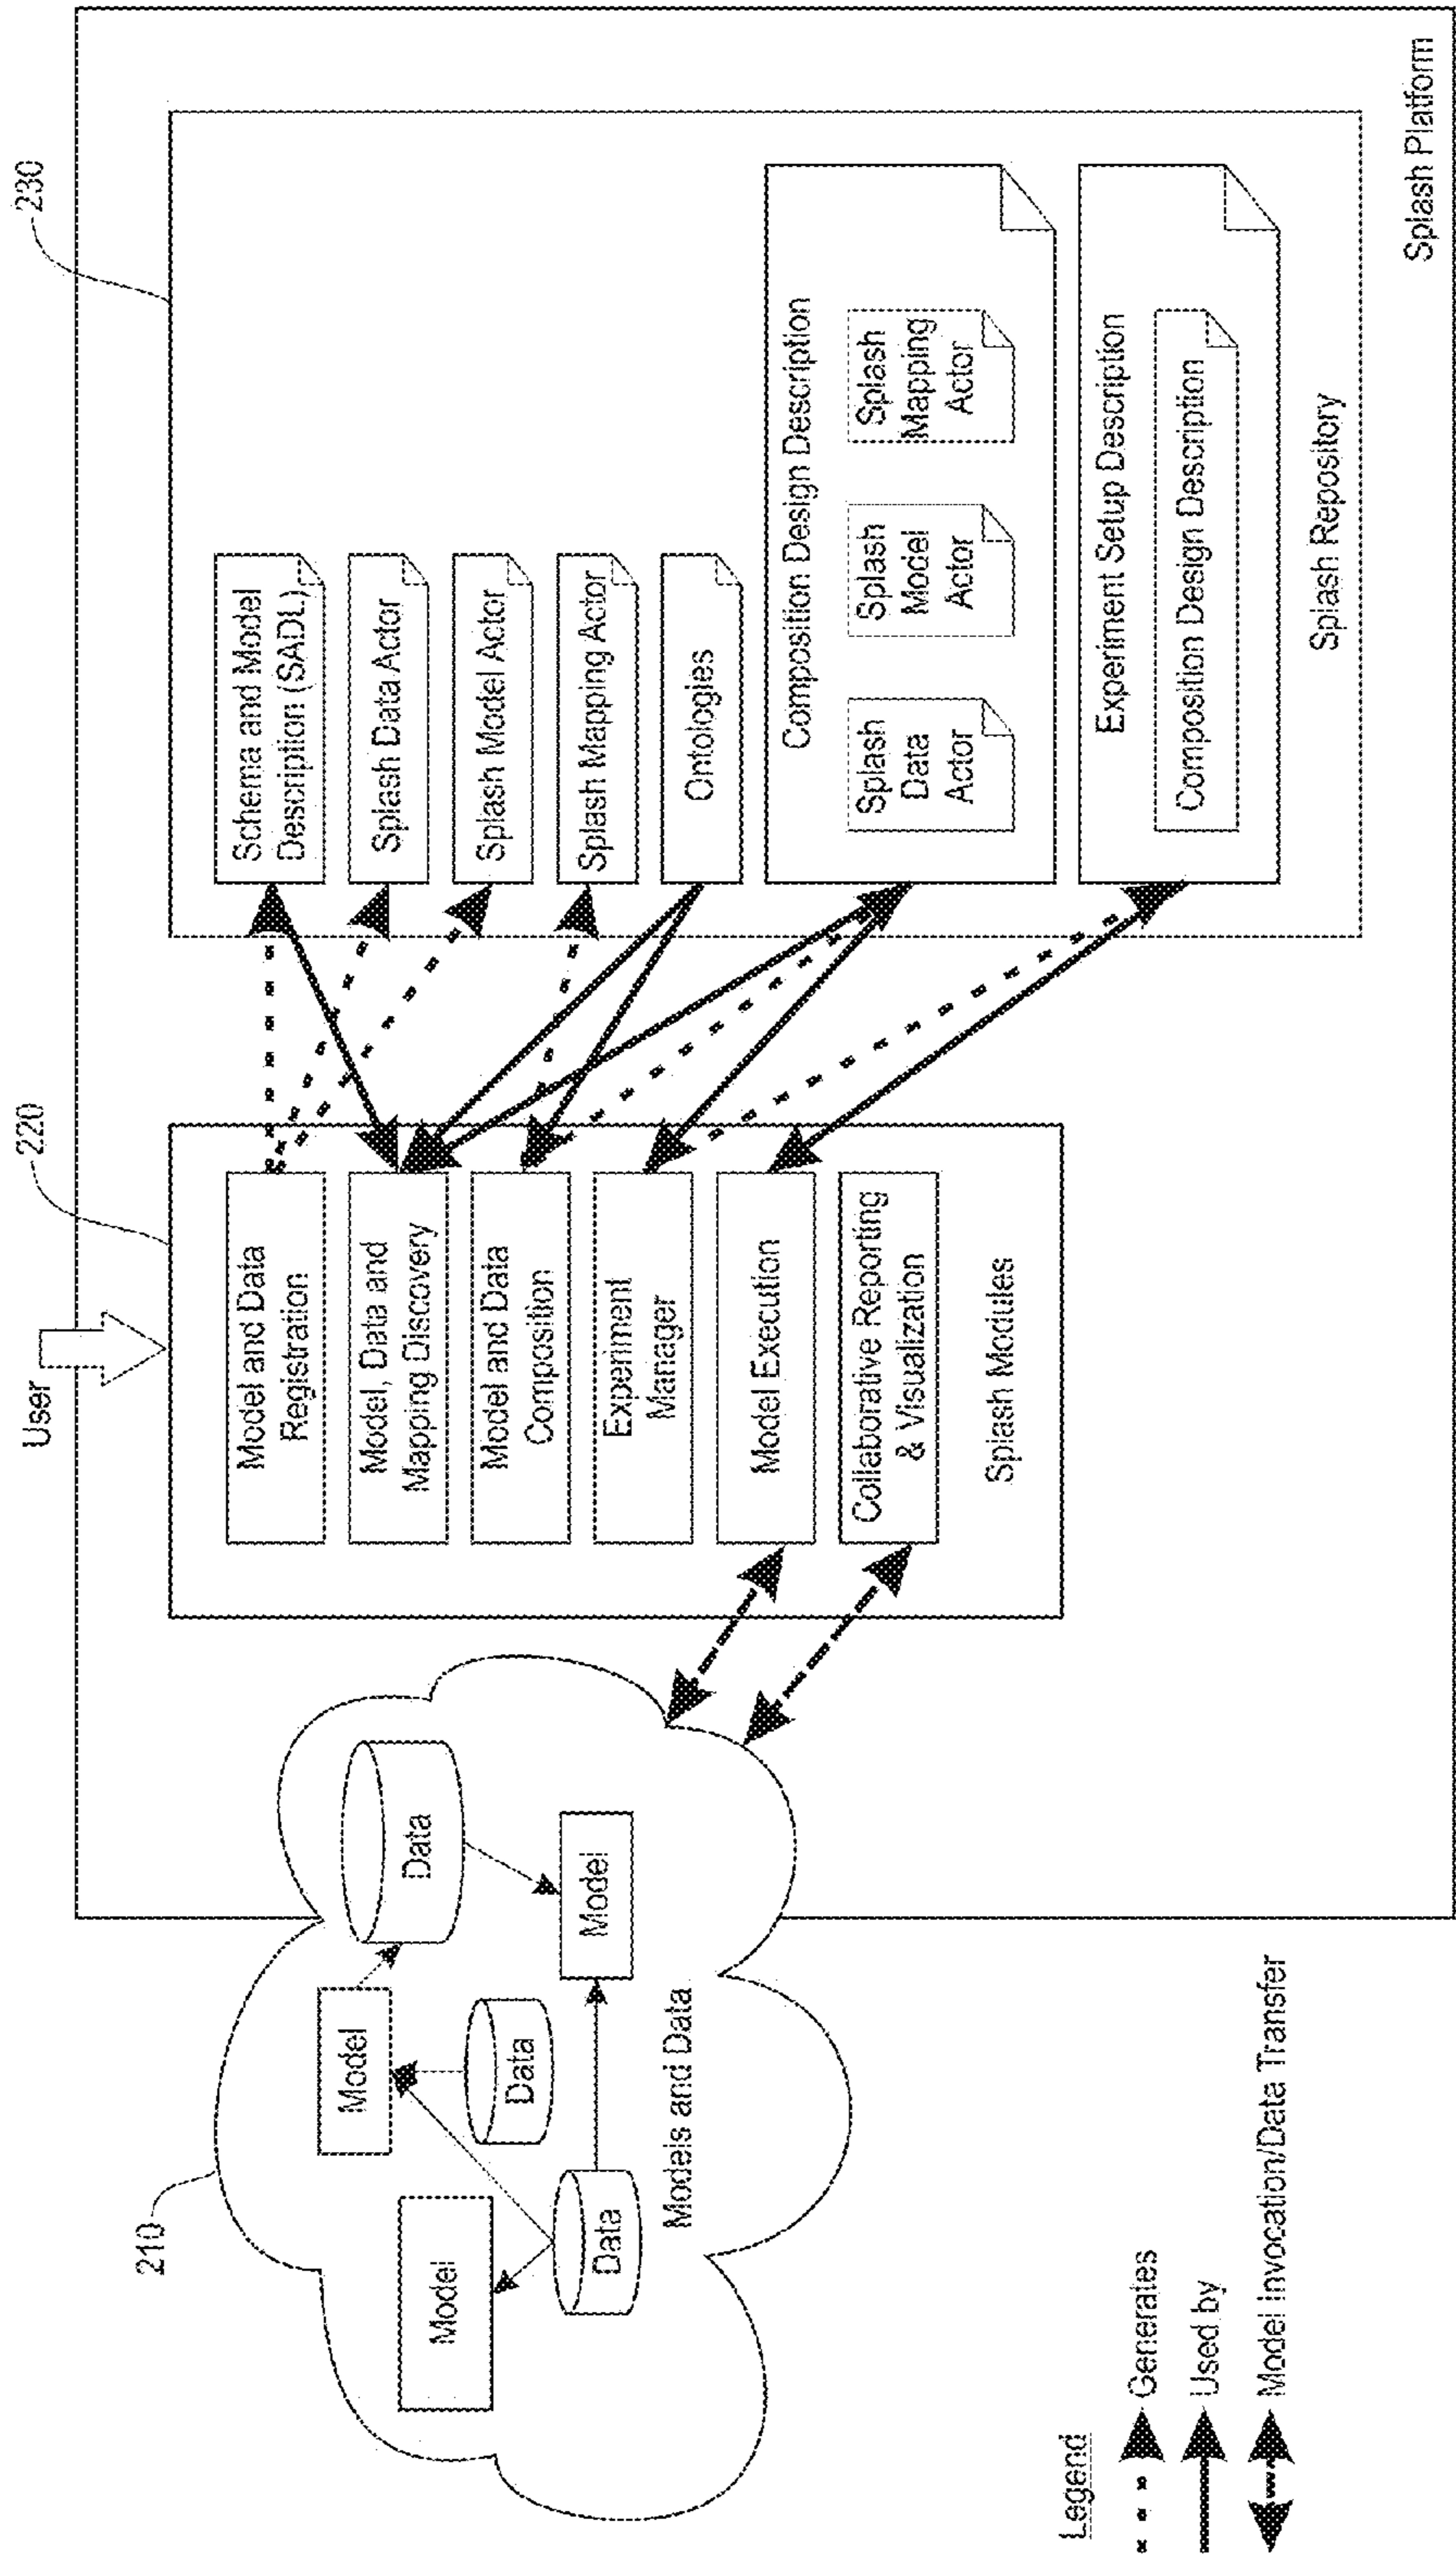 210
Model
Model
Data
Data
Data
Model
Models and Data
Legend
Generates
Used by
Model Invocation/Data Transfer
User
220
Model and Data
Registration
Model, Data and
Mapping Discovery
Model and Data
Composition
Experiment
Manager
Model Execution
Collaborative Reporting
& Visualization
Splash Modules
230
Schema and Model
Description (SADL)
Splash Data Actor
Splash Model Actor
Splash Mapping Actor
Ontologies
Composition Design Description
Splash
Data
Actor
Splash
Model
Actor
Splash
Mapping
Actor
Experiment Setup Description
Composition Design Description
Splash Repository
Splash Platform